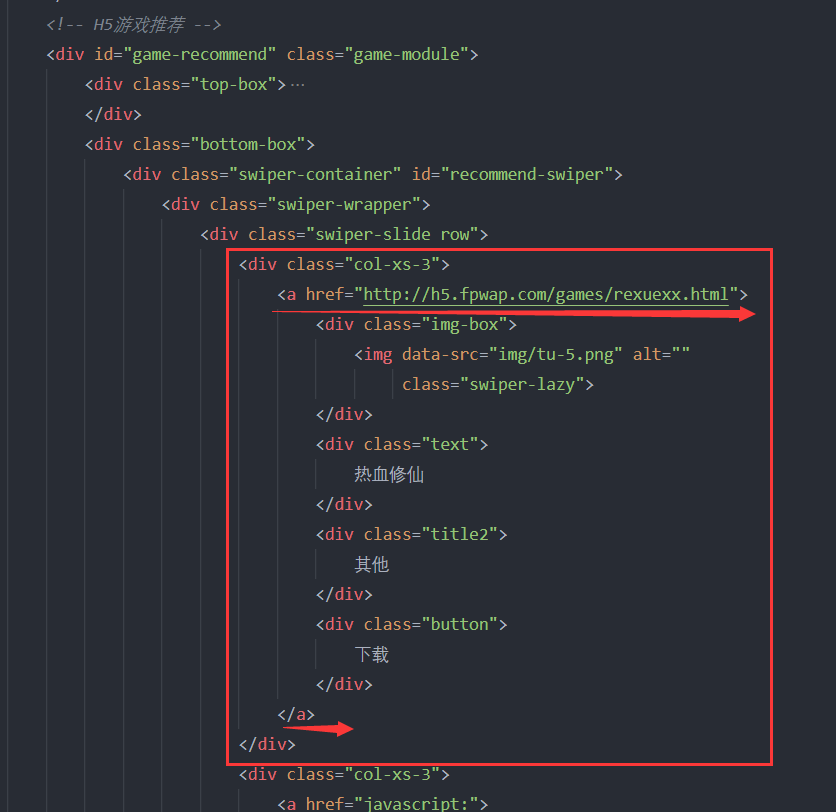 <!-- H5游戏推荐 -->
<div id="game-recommend" class="game-module">
<div class="top-box">…
</div>
<div class="bottom-box">
<div class="swiper-container" id="recommend-swiper">
<div class="swiper-wrapper">
<div class="swiper-slide row">
<div class="col-xs-3">
<a href="http://h5.fpwap.com/games/rexuexx.html">
<div class="img-box">
<img data-src="img/tu-5.png" alt=""
class="swiper-lazy">
</div>
<div class="text">
热血修仙
</div>
<div class="title2">
其他
</div>
<div class="button">
下载
</div>
</a>
</div>
<div class="col-xs-3">
<a href="javascript:">